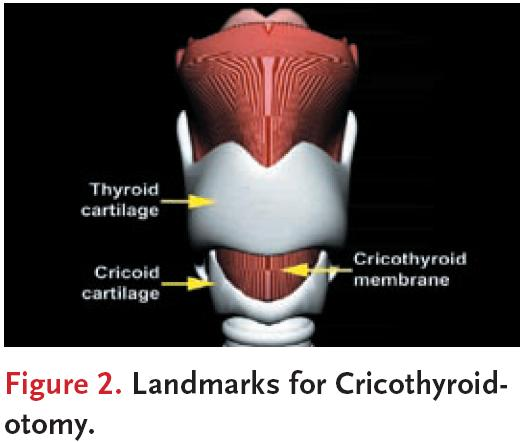 Thyroid
cartilage
Cricoid
cartilage
Cricothyroid
membrane
Figure 2. Landmarks for Cricothyroid-
otomy.